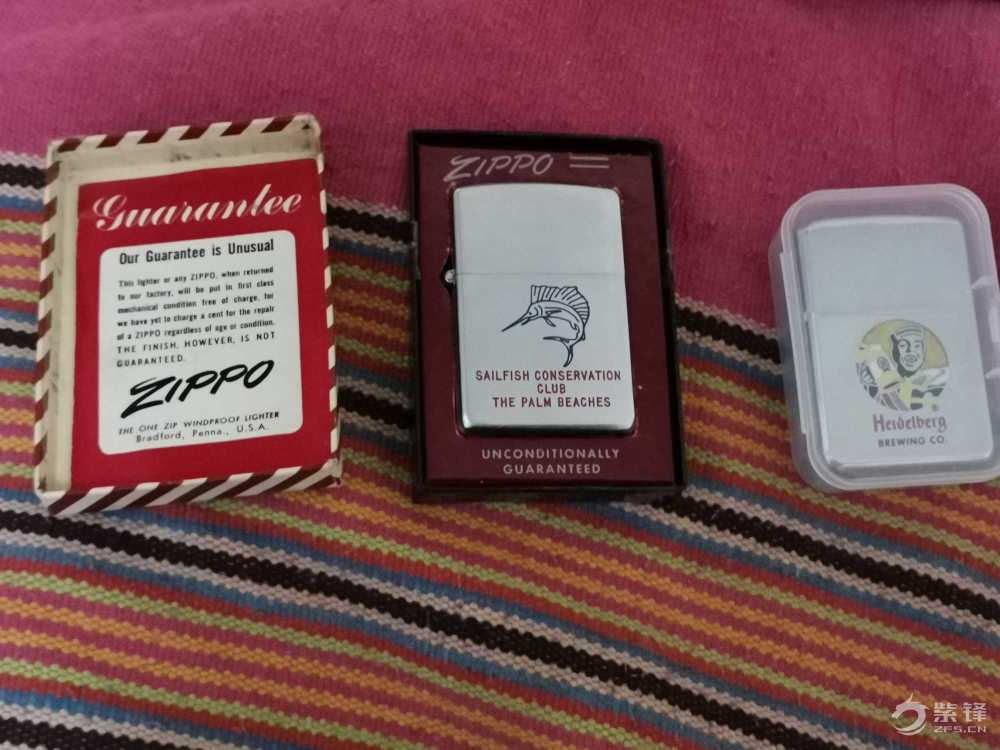 Guarantee
Our Guarantee is Unusual
This lighter or any ZIPPO, when returned
to our factory, will be put in first class
mechanical condition free of charge, for
we have yet to charge a cent for the repair
of a ZIPPO regardless of age or condition.
THE FINISH, HOWEVER, IS NOT
GUARANTEED.
ZIPPO
THE ONE ZIP WINDPROOF LIGHTER
Bradford, Penna., U.S.A.
ZIPPO
SAILFISH CONSERVATION
CLUB
THE PALM BEACHES
UNCONDITIONALLY
GUARANTEED
Heidelberg
BREWING CO.
紫锋
ZFS.CN